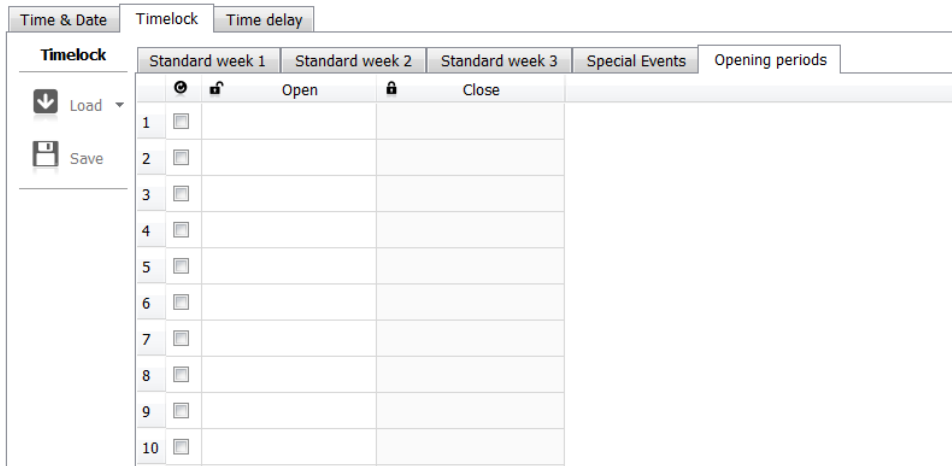 Time & Date Timelock Time delay
Timelock
Standard week 1 Standard week 2 Standard week 3 Special Events Opening periods
Open Close
Load
Save
1
2
3
4
5
6
7
8
9
10